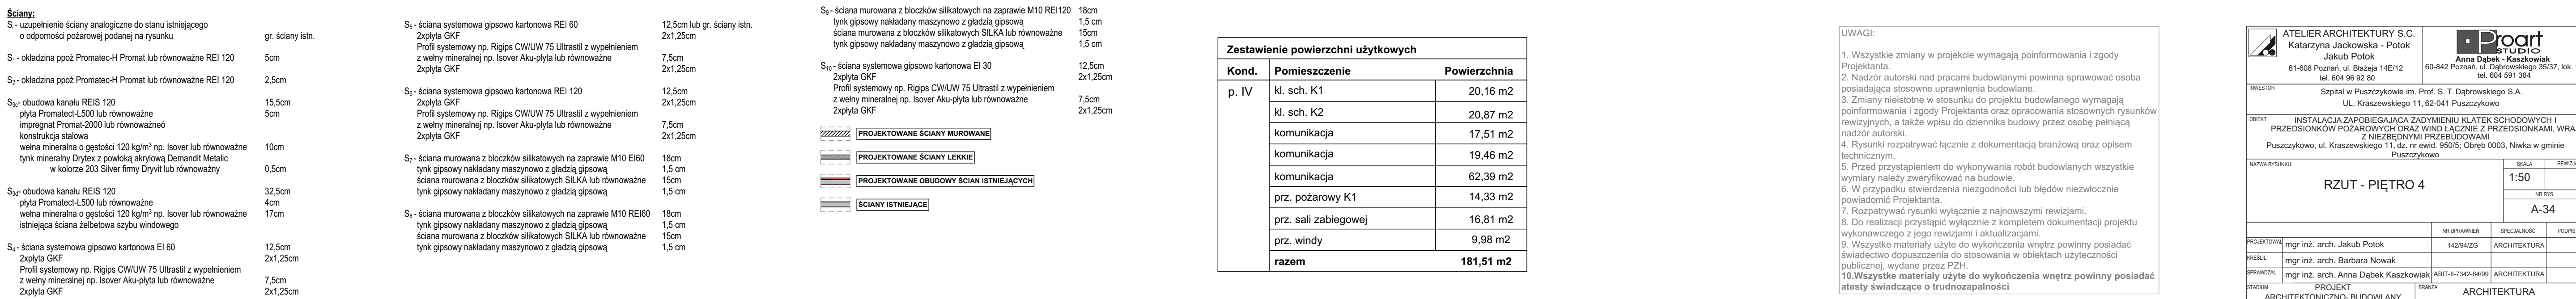 Ściany:
Si - uzupełnienie ściany analogiczne do stanu istniejącego
o odporności pożarowej podanej na rysunku gr. ściany istn.
S1 - okładzina ppoż Promatec-H Promat lub równoważne REI 120 5cm
S2 - okładzina ppoż Promatec-H Promat lub równoważne REI 120 2,5cm
S3c- obudowa kanału REIS 120 15,5cm
płyta Promatect-L500 lub równoważne 5cm
impregnat Promat-2000 lub równoważneó
konstrukcja stalowa
wełna mineralna o gęstości 120 kg/m³ np. Isover lub równoważne 10cm
tynk mineralny Drytex z powłoką akrylową Demandit Metalic
w kolorze 203 Silver firmy Dryvit lub równoważny 0,5cm
S3d- obudowa kanału REIS 120 32,5cm
płyta Promatect-L500 lub równoważne 4cm
wełna mineralna o gęstości 120 kg/m³ np. Isover lub równoważne 17cm
istniejąca ściana żelbetowa szybu windowego
S4 - ściana systemowa gipsowo kartonowa EI 60 12,5cm
2xpłyta GKF 2x1,25cm
Profil systemowy np. Rigips CW/UW 75 Ultrastil z wypełnieniem
z wełny mineralnej np. Isover Aku-płyta lub równoważne 7,5cm
2xpłyta GKF 2x1,25cm
S5 - ściana systemowa gipsowo kartonowa REI 60 12,5cm lub gr. ściany istn.
2xpłyta GKF 2x1,25cm
Profil systemowy np. Rigips CW/UW 75 Ultrastil z wypełnieniem
z wełny mineralnej np. Isover Aku-płyta lub równoważne 7,5cm
2xpłyta GKF 2x1,25cm
S6 - ściana systemowa gipsowo kartonowa REI 120 12,5cm
2xpłyta GKF 2x1,25cm
Profil systemowy np. Rigips CW/UW 75 Ultrastil z wypełnieniem
z wełny mineralnej np. Isover Aku-płyta lub równoważne 7,5cm
2xpłyta GKF 2x1,25cm
S7 - ściana murowana z bloczków silikatowych na zaprawie M10 EI60 18cm
tynk gipsowy nakładany maszynowo z gładzią gipsową 1,5 cm
ściana murowana z bloczków silikatowych SILKA lub równoważne 15cm
tynk gipsowy nakładany maszynowo z gładzią gipsową 1,5 cm
S8 - ściana murowana z bloczków silikatowych na zaprawie M10 REI60 18cm
tynk gipsowy nakładany maszynowo z gładzią gipsową 1,5 cm
ściana murowana z bloczków silikatowych SILKA lub równoważne 15cm
tynk gipsowy nakładany maszynowo z gładzią gipsową 1,5 cm
S9 - ściana murowana z bloczków silikatowych na zaprawie M10 REI120 18cm
tynk gipsowy nakładany maszynowo z gładzią gipsową 1,5 cm
ściana murowana z bloczków silikatowych SILKA lub równoważne 15cm
tynk gipsowy nakładany maszynowo z gładzią gipsową 1,5 cm
S10 - ściana systemowa gipsowo kartonowa EI 30 12,5cm
2xpłyta GKF 2x1,25cm
Profil systemowy np. Rigips CW/UW 75 Ultrastil z wypełnieniem
z wełny mineralnej np. Isover Aku-płyta lub równoważne 7,5cm
2xpłyta GKF 2x1,25cm
PROJEKTOWANE ŚCIANY MUROWANE
PROJEKTOWANE ŚCIANY LEKKIE
PROJEKTOWANE OBUDOWY ŚCIAN ISTNIEJĄCYCH
ŚCIANY ISTNIEJĄCE
Zestawienie powierzchni użytkowych
Kond. Pomieszczenie Powierzchnia
p. IV kl. sch. K1 20,16 m2
kl. sch. K2 20,87 m2
komunikacja 17,51 m2
komunikacja 19,46 m2
komunikacja 62,39 m2
prz. pożarowy K1 14,33 m2
prz. sali zabiegowej 16,81 m2
prz. windy 9,98 m2
razem 181,51 m2
UWAGI:
1. Wszystkie zmiany w projekcie wymagają poinformowania i zgody
Projektanta.
2. Nadzór autorski nad pracami budowlanymi powinna sprawować osoba
posiadająca stosowne uprawnienia budowlane.
3. Zmiany nieistotne w stosunku do projektu budowlanego wymagają
poinformowania i zgody Projektanta oraz opracowania stosownych rysunków
rewizyjnych, a także wpisu do dziennika budowy przez osobę pełniącą
nadzór autorski.
4. Rysunki rozpatrywać łącznie z dokumentacją branżową oraz opisem
technicznym.
5. Przed przystąpieniem do wykonywania robót budowlanych wszystkie
wymiary należy zweryfikować na budowie.
6. W przypadku stwierdzenia niezgodności lub błędów niezwłocznie
powiadomić Projektanta.
7. Rozpatrywać rysunki wyłącznie z najnowszymi rewizjami.
8. Do realizacji przystąpić wyłącznie z kompletem dokumentacji projektu
wykonawczego z jego rewizjami i aktualizacjami.
9. Wszystkie materiały użyte do wykończenia wnętrz powinny posiadać
świadectwo dopuszczenia do stosowania w obiektach użyteczności
publicznej, wydane przez PZH.
10.Wszystkie materiały użyte do wykończenia wnętrz powinny posiadać
atesty świadczące o trudnozapalności
ATELIER ARCHITEKTURY S.C.
Katarzyna Jackowska - Potok
Jakub Potok
61-608 Poznań, ul. Błażeja 14E/12
tel. 604 96 92 80
Proart
STUDIO
Anna Dąbek - Kaszkowiak
60-842 Poznań, ul. Dąbrowskiego 35/37, lok.
tel. 604 591 384
INWESTOR
Szpital w Puszczykowie im. Prof. S. T. Dąbrowskiego S.A.
UL. Kraszewskiego 11, 62-041 Puszczykowo
OBIEKT
INSTALACJA ZAPOBIEGAJĄCA ZADYMIENIU KLATEK SCHODOWYCH I
PRZEDSIONKÓW POŻAROWYCH ORAZ WIND ŁĄCZNIE Z PRZEDSIONKAMI, WRA
Z NIEZBĘDNYMI PRZEBUDOWAMI
Puszczykowo, ul. Kraszewskiego 11, dz. nr ewid. 950/5; Obręb 0003, Niwka w gminie
Puszczykowo
NAZWA RYSUNKU: SKALA REWIZJ
RZUT - PIĘTRO 4 1:50
NR RYS.
A-34
NR UPRAWNIEŃ SPECJALNOŚĆ PODPIS
PROJEKTOWAŁ mgr inż. arch. Jakub Potok 142/94/ZG ARCHITEKTURA
KREŚLIŁ mgr inż. arch. Barbara Nowak
SPRAWDZAŁ mgr inż. arch. Anna Dąbek Kaszkowiak ABIT-II-7342-64/99 ARCHITEKTURA
STADIUM PROJEKT BRANŻA ARCHITEKTURA
ARCHITEKTONICZNO- BUDOWLANY